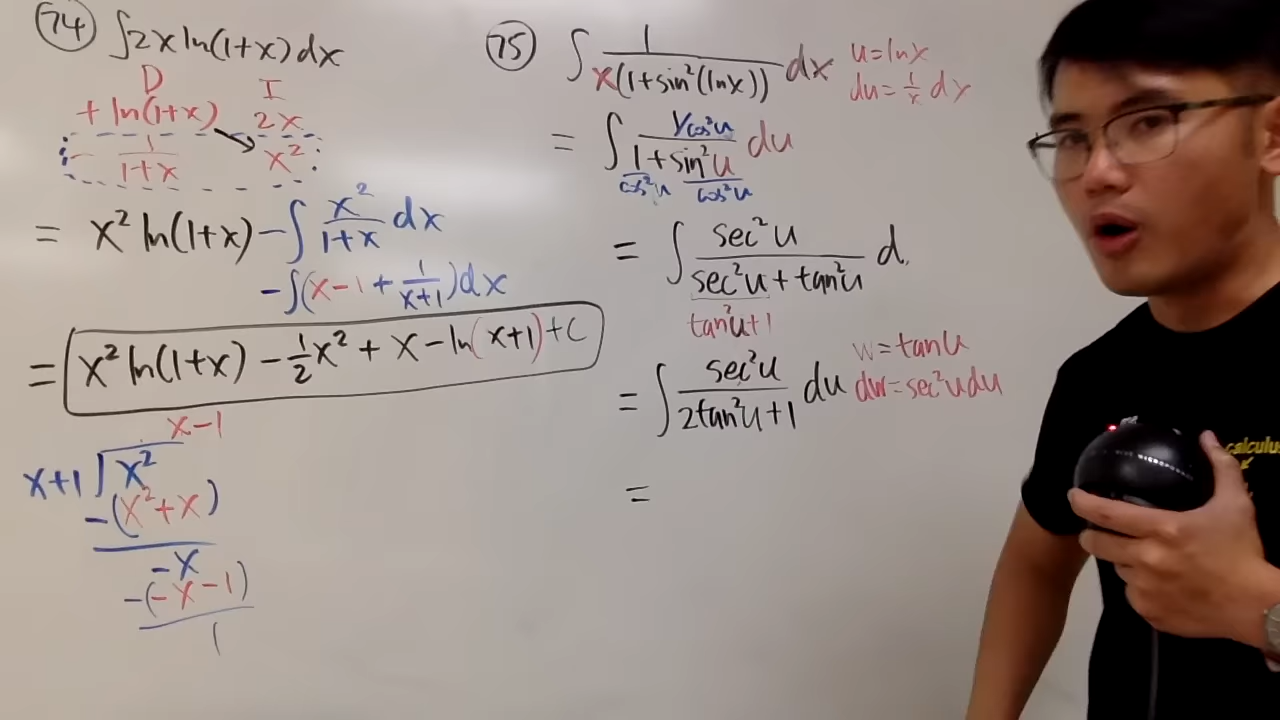 74 ∫2x ln(1+x) dx
D I
+ ln(1+x) 2x
- 1/(1+x) x²
= x² ln(1+x) - ∫ x²/(1+x) dx
-∫(x-1 + 1/(x+1)) dx
= x² ln(1+x) - 1/2 x² + x - ln(x+1) + C
x-1
x+1 ) x²
-(x²+x)
-x
-(-x-1)
1
75 ∫ 1/(x(1+sin²(ln x))) dx u = ln x
du = 1/x dx
= ∫ (1/cos²u)/(1+sin²u) du
cos²u cos²u
= ∫ sec²u/(sec²u + tan²u) d
tan²u+1
= ∫ sec²u/(2tan²u+1) du w = tan u
dw = sec²u du
=
calculus